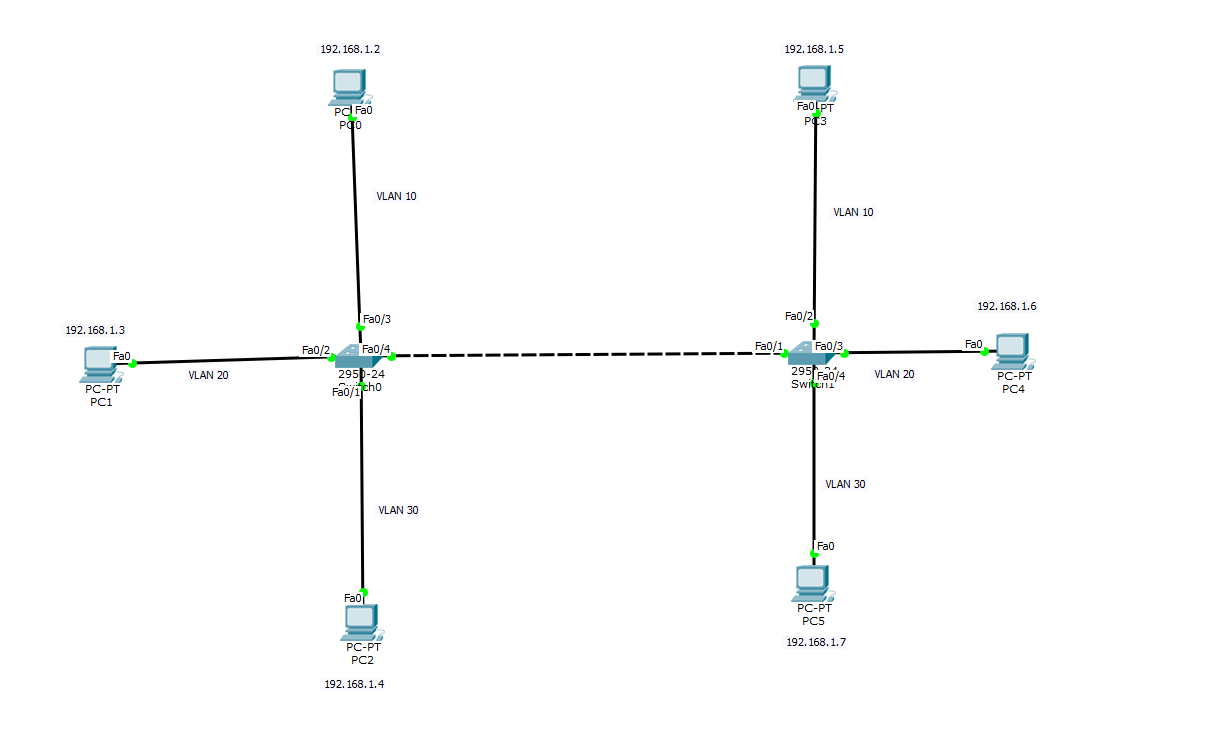 192.168.1.2
192.168.1.5
Fa0
PC0
Fa0
PT
PC3
VLAN 10
VLAN 10
192.168.1.6
Fa0/3
Fa0/2
192.168.1.3
Fa0
PC-PT
PC1
VLAN 20
Fa0/2
Fa0/4
2950-24
Switch0
Fa0/1
Fa0/1
Fa0/3
Switch1
Fa0/4
VLAN 20
Fa0
PC-PT
PC4
VLAN 30
VLAN 30
Fa0
PC-PT
PC2
192.168.1.4
Fa0
PC-PT
PC5
192.168.1.7